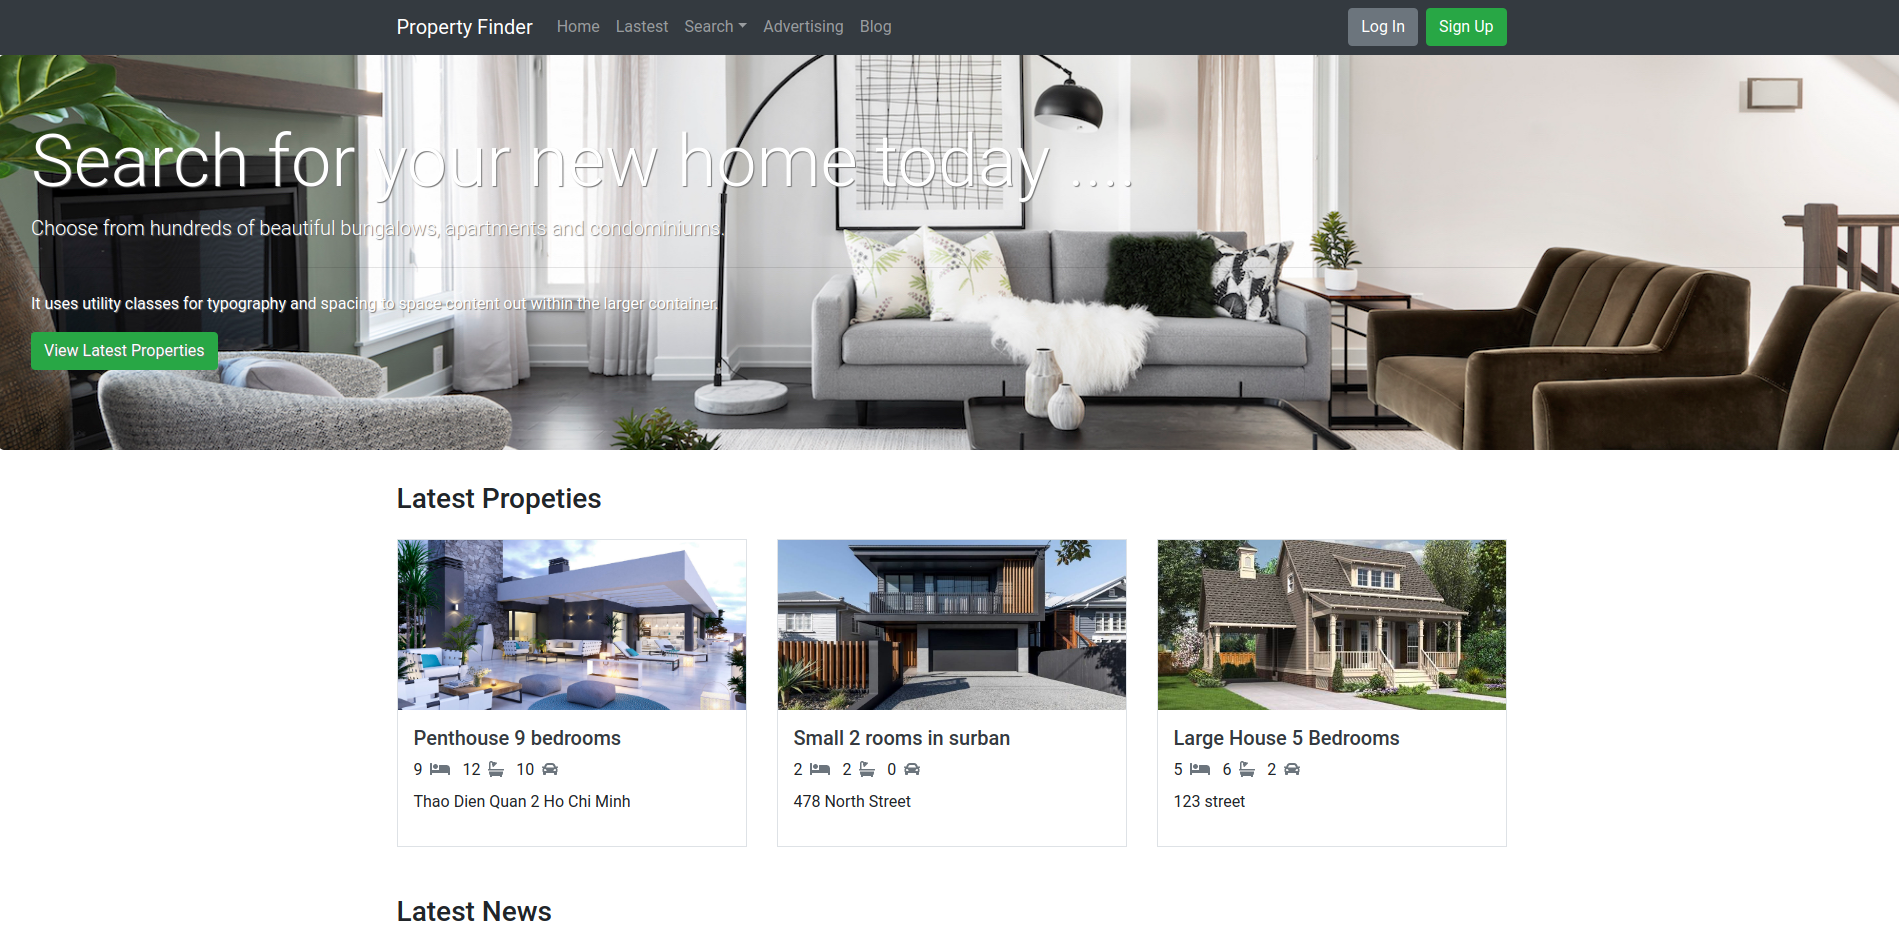 Property Finder Home Lastest Search Advertising Blog Log In Sign Up
Search for your new home today ....
Choose from hundreds of beautiful bungalows, apartments and condominiums.
It uses utility classes for typography and spacing to space content out within the larger container.
View Latest Properties
Latest Propeties
Penthouse 9 bedrooms
9 12 10
Thao Dien Quan 2 Ho Chi Minh
Small 2 rooms in surban
2 2 0
478 North Street
Large House 5 Bedrooms
5 6 2
123 street
Latest News